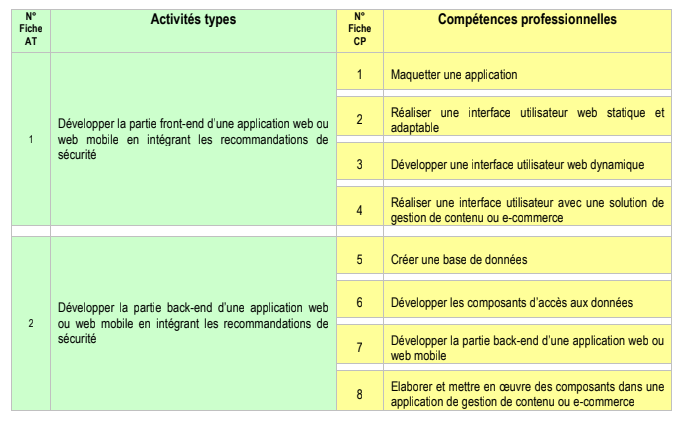 N° Fiche AT
Activités types
N° Fiche CP
Compétences professionnelles
1
Développer la partie front-end d'une application web ou
web mobile en intégrant les recommandations de
sécurité
1
Maquetter une application
2
Réaliser une interface utilisateur web statique et
adaptable
3
Développer une interface utilisateur web dynamique
4
Réaliser une interface utilisateur avec une solution de
gestion de contenu ou e-commerce
2
Développer la partie back-end d'une application web
ou web mobile en intégrant les recommandations de
sécurité
5
Créer une base de données
6
Développer les composants d'accès aux données
7
Développer la partie back-end d'une application web ou
web mobile
8
Elaborer et mettre en œuvre des composants dans une
application de gestion de contenu ou e-commerce